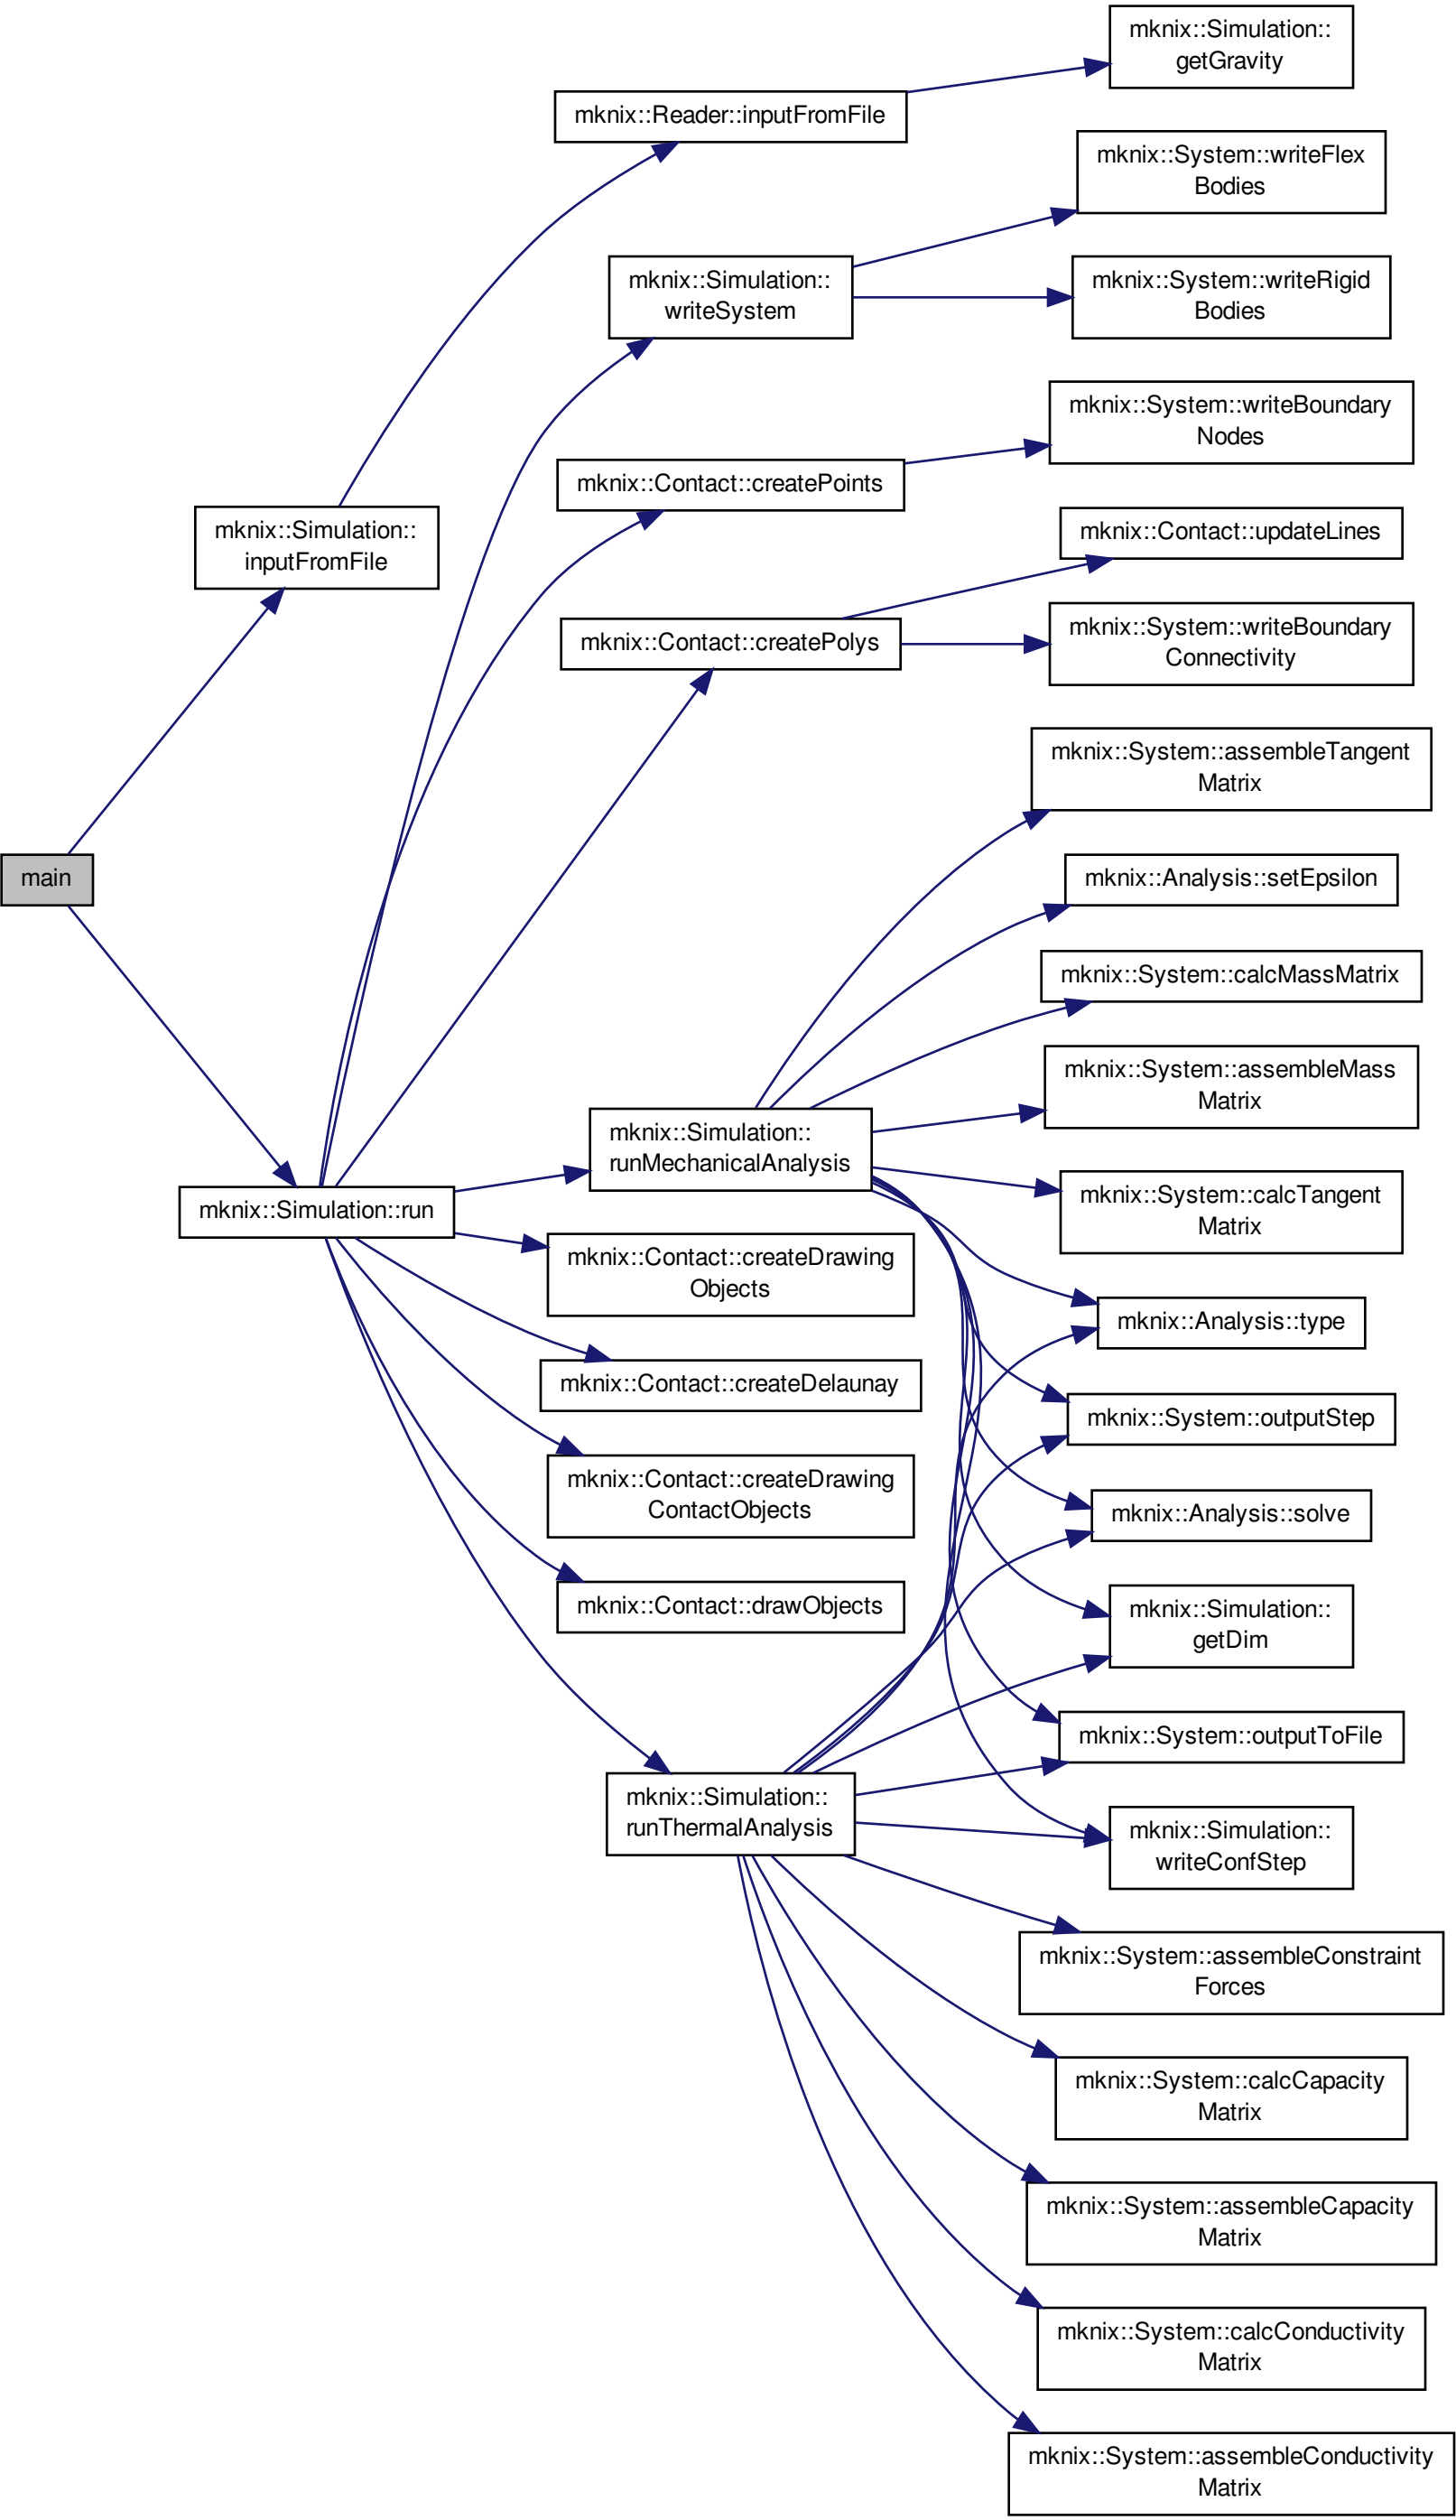 main
mknix::Simulation::
inputFromFile
mknix::Simulation::run
mknix::Reader::inputFromFile
mknix::Simulation::
writeSystem
mknix::Contact::createPoints
mknix::Contact::createPolys
mknix::Simulation::
runMechanicalAnalysis
mknix::Contact::createDrawing
Objects
mknix::Contact::createDelaunay
mknix::Contact::createDrawing
ContactObjects
mknix::Contact::drawObjects
mknix::Simulation::
runThermalAnalysis
mknix::Simulation::
getGravity
mknix::System::writeFlex
Bodies
mknix::System::writeRigid
Bodies
mknix::System::writeBoundary
Nodes
mknix::Contact::updateLines
mknix::System::writeBoundary
Connectivity
mknix::System::assembleTangent
Matrix
mknix::Analysis::setEpsilon
mknix::System::calcMassMatrix
mknix::System::assembleMass
Matrix
mknix::System::calcTangent
Matrix
mknix::Analysis::type
mknix::System::outputStep
mknix::Analysis::solve
mknix::Simulation::
getDim
mknix::System::outputToFile
mknix::Simulation::
writeConfStep
mknix::System::assembleConstraint
Forces
mknix::System::calcCapacity
Matrix
mknix::System::assembleCapacity
Matrix
mknix::System::calcConductivity
Matrix
mknix::System::assembleConductivity
Matrix